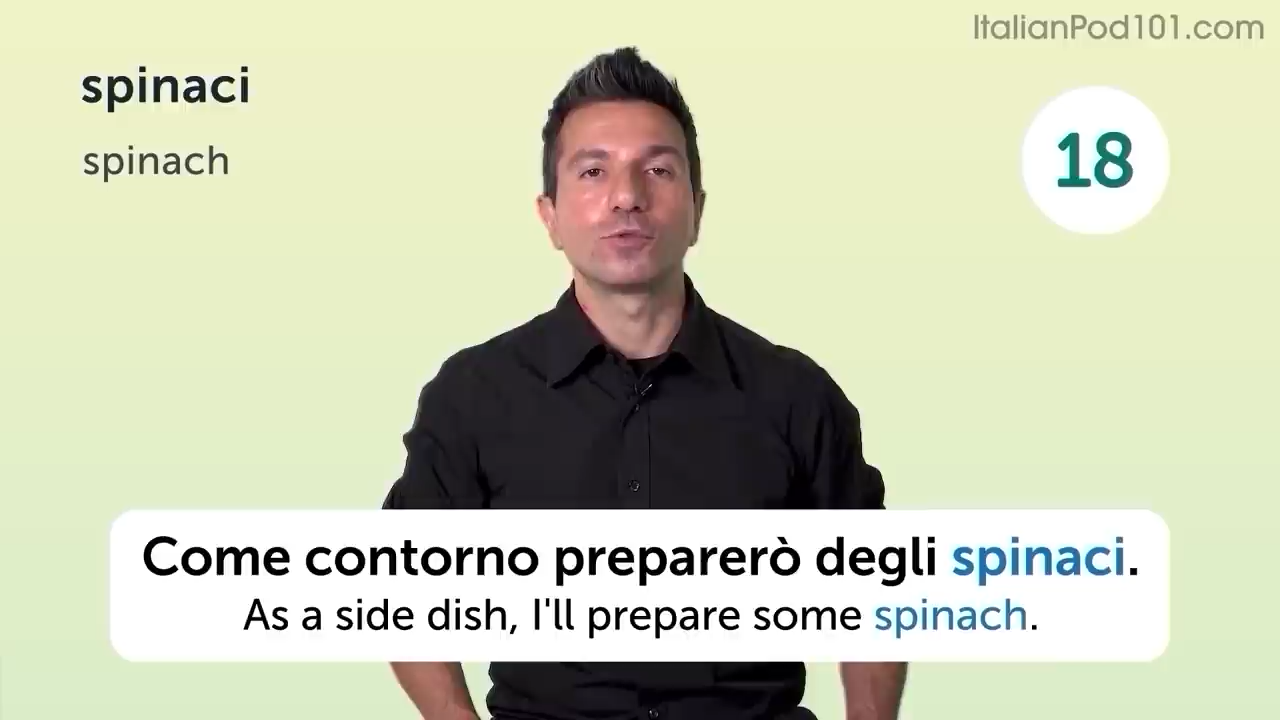 ItalianPod101.com
spinaci
spinach
18
Come contorno preparerò degli spinaci.
As a side dish, I'll prepare some spinach.